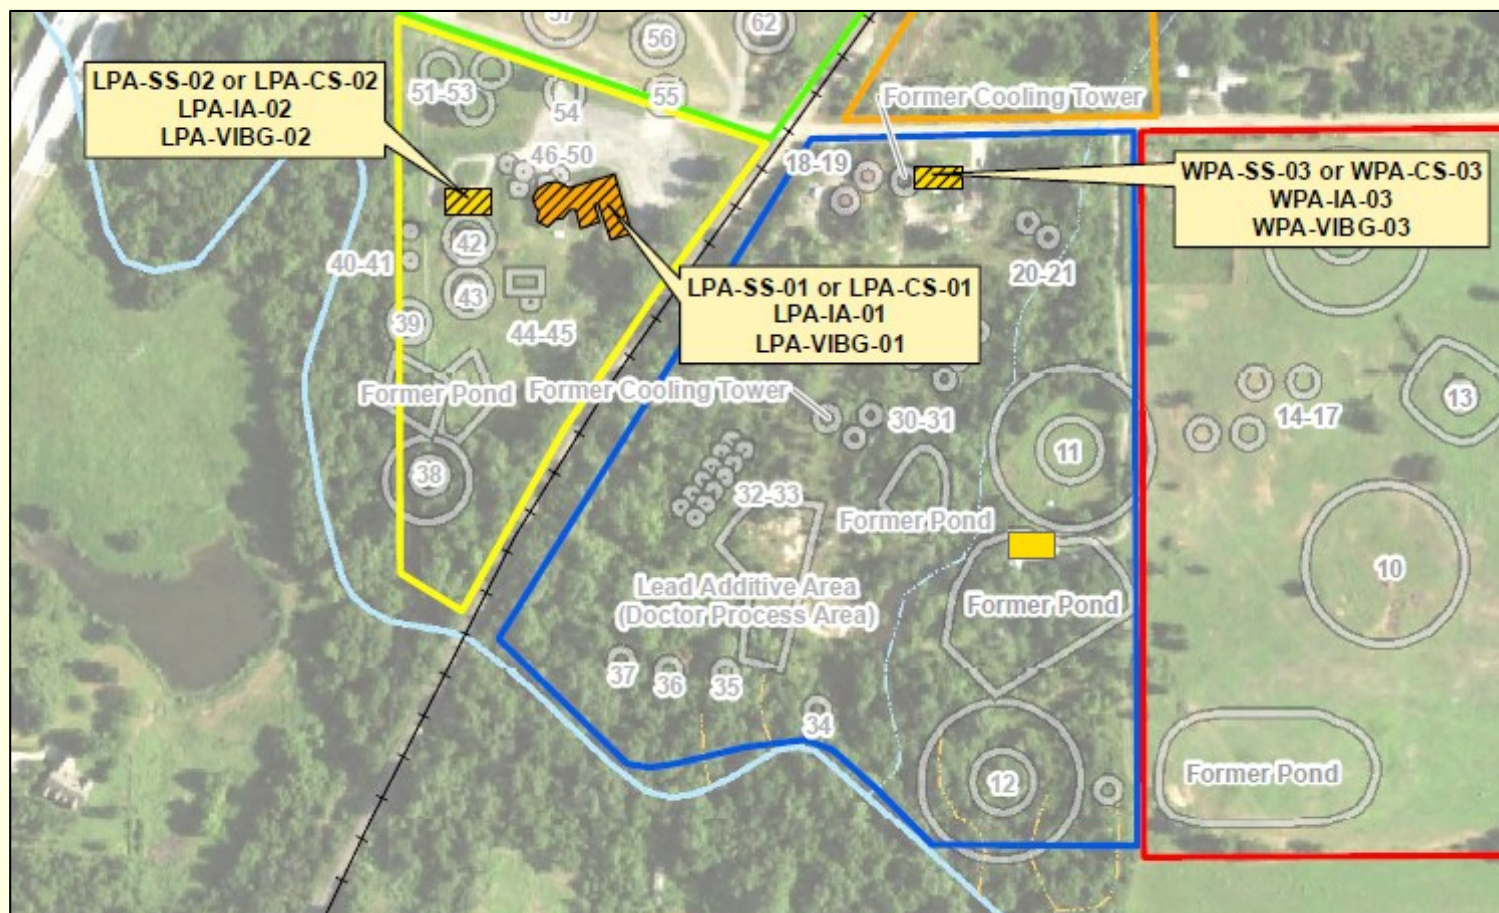 57
56
62
LPA-SS-02 or LPA-CS-02
LPA-IA-02
LPA-VIBG-02
51-53
54
55
Former Cooling Tower
46-50
18-19
WPA-SS-03 or WPA-CS-03
WPA-IA-03
WPA-VIBG-03
42
40-41
20-21
43
44-45
39
LPA-SS-01 or LPA-CS-01
LPA-IA-01
LPA-VIBG-01
Former Pond
Former Cooling Tower
30-31
14-17
13
11
38
32-33
Former Pond
10
Lead Additive Area
(Doctor Process Area)
Former Pond
37
36
35
34
12
Former Pond